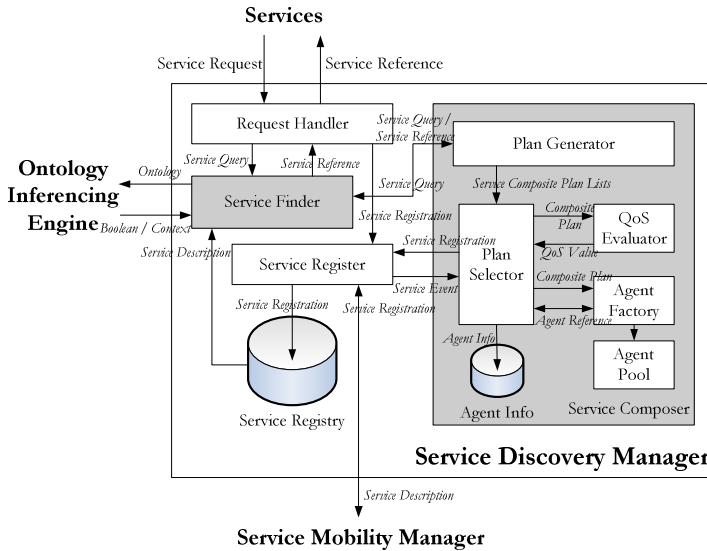 Services
Service Request
Service Reference
Request Handler
Service Query /
Service Reference
Plan Generator
Service Query
Service Reference
Ontology
Ontology
Inferencing
Engine
Service Finder
Service Query
Service Composite Plan Lists
Boolean / Context
Service Registration
Composite
Plan
QoS
Evaluator
Service Description
Service Registration
Plan
Selector
QoS Value
Service Register
Composite Plan
Service Event
Agent
Factory
Service Registration
Service Registration
Agent Reference
Agent Info
Agent
Pool
Service Registry
Agent Info
Service Composer
Service Discovery Manager
Service Description
Service Mobility Manager